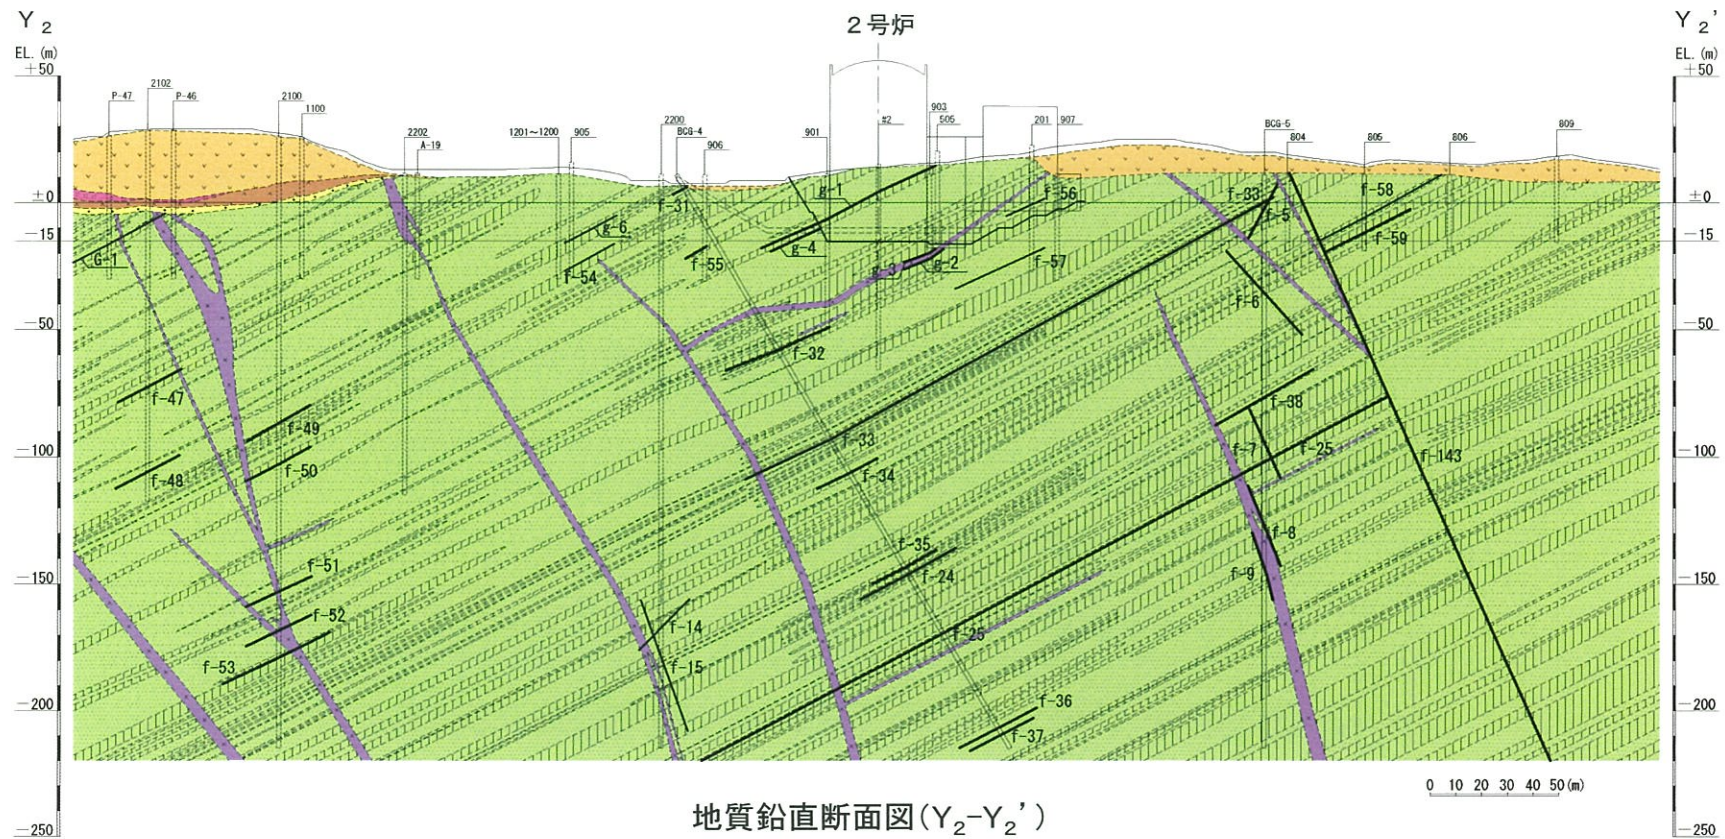 Y₂
EL. (m)
２号炉
Y₂'
EL. (m)
+50
+50
P-47
2102
P-46
2100
1100
2202
A-19
1201～1200
905
2200
BCG-4
906
901
#2
903
505
201
907
BCG-5
804
805
806
809
±0
±0
-15
-15
-50
-50
-100
-100
-150
-150
-200
-200
-250
-250
G-1
g-6
f-54
f-31
f-55
g-1
g-4
g-3
g-2
f-56
f-57
f-33
f-5
f-58
f-59
f-6
f-32
f-47
f-49
f-48
f-50
f-33
f-34
f-38
f-7
f-25
f-143
f-35
f-24
f-8
f-9
f-51
f-52
f-53
f-14
f-15
f-25
f-36
f-37
0 10 20 30 40 50(m)
地質鉛直断面図(Y₂-Y₂')